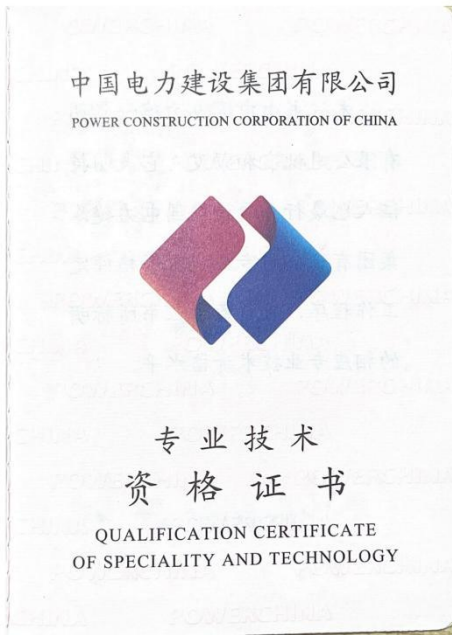 中国电力建设集团有限公司
POWER CONSTRUCTION CORPORATION OF CHINA
专业技术
资格证书
QUALIFICATION CERTIFICATE
OF SPECIALITY AND TECHNOLOGY